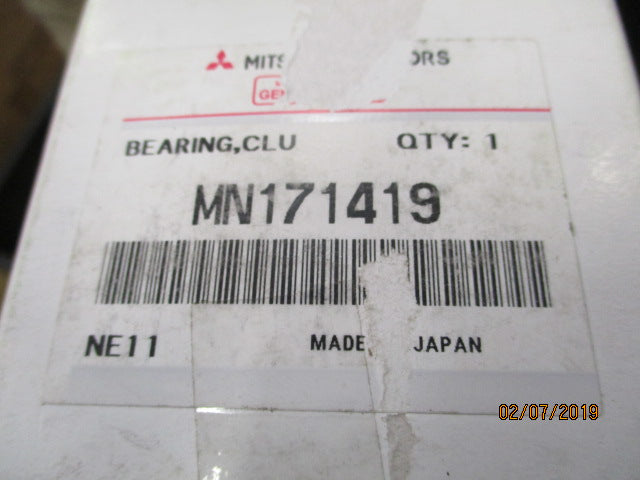 MITS ORS
GEN
BEARING,CLU QTY: 1
MN171419
NE11 MADE JAPAN
02/07/2019